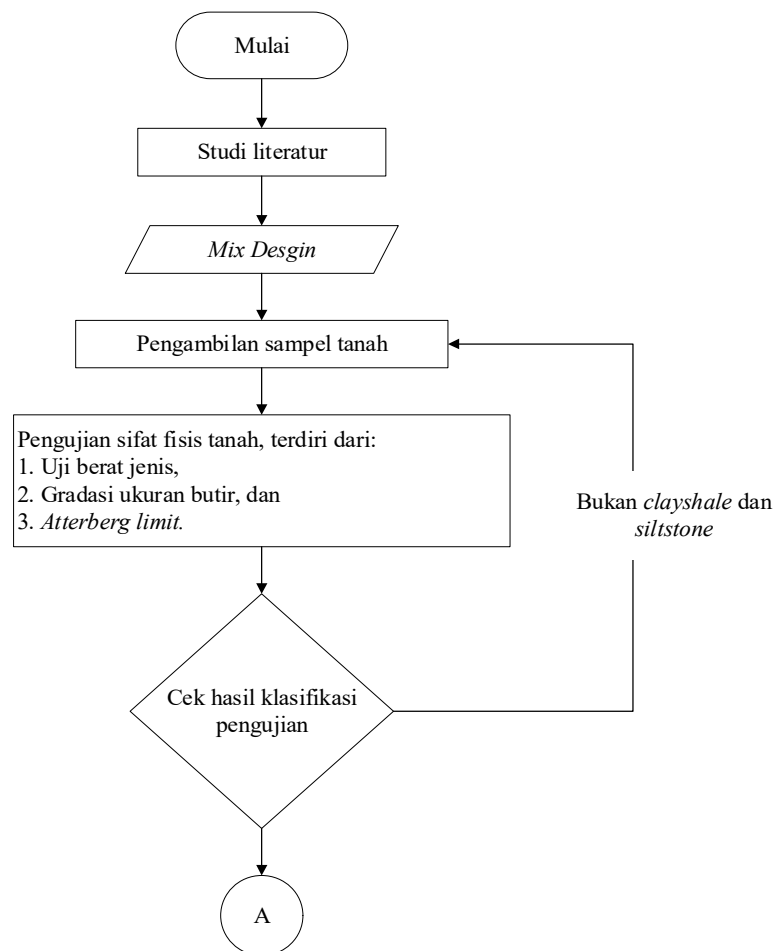 Mulai
Studi literatur
Mix Desgin
Pengambilan sampel tanah
Pengujian sifat fisis tanah, terdiri dari:
1. Uji berat jenis,
2. Gradasi ukuran butir, dan
3. Atterberg limit.
Bukan clayshale dan
siltstone
Cek hasil klasifikasi
pengujian
A